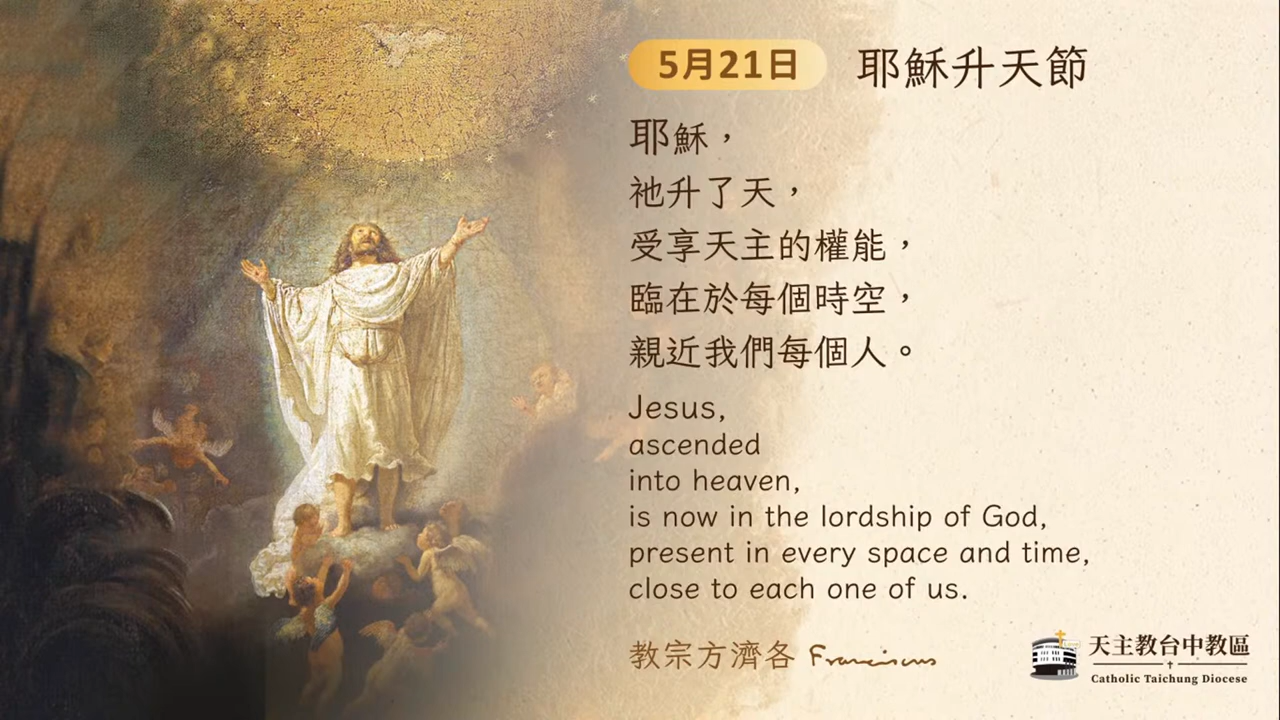 5月21日 耶穌升天節
耶穌，
祂升了天，
受享天主的權能，
臨在於每個時空，
親近我們每個人。
Jesus,
ascended
into heaven,
is now in the lordship of God,
present in every space and time,
close to each one of us.
教宗方濟各 Franciscus
天主教台中教區
Catholic Taichung Diocese